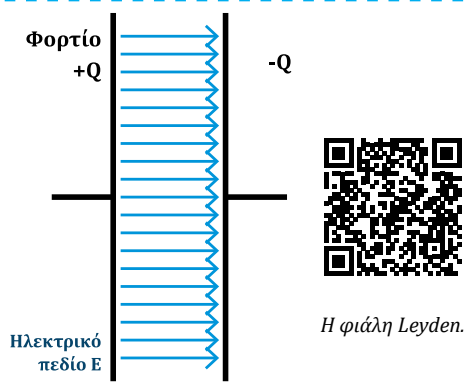 Φορτίο
+Q
-Q
Η φιάλη Leyden.
Ηλεκτρικό
πεδίο Ε